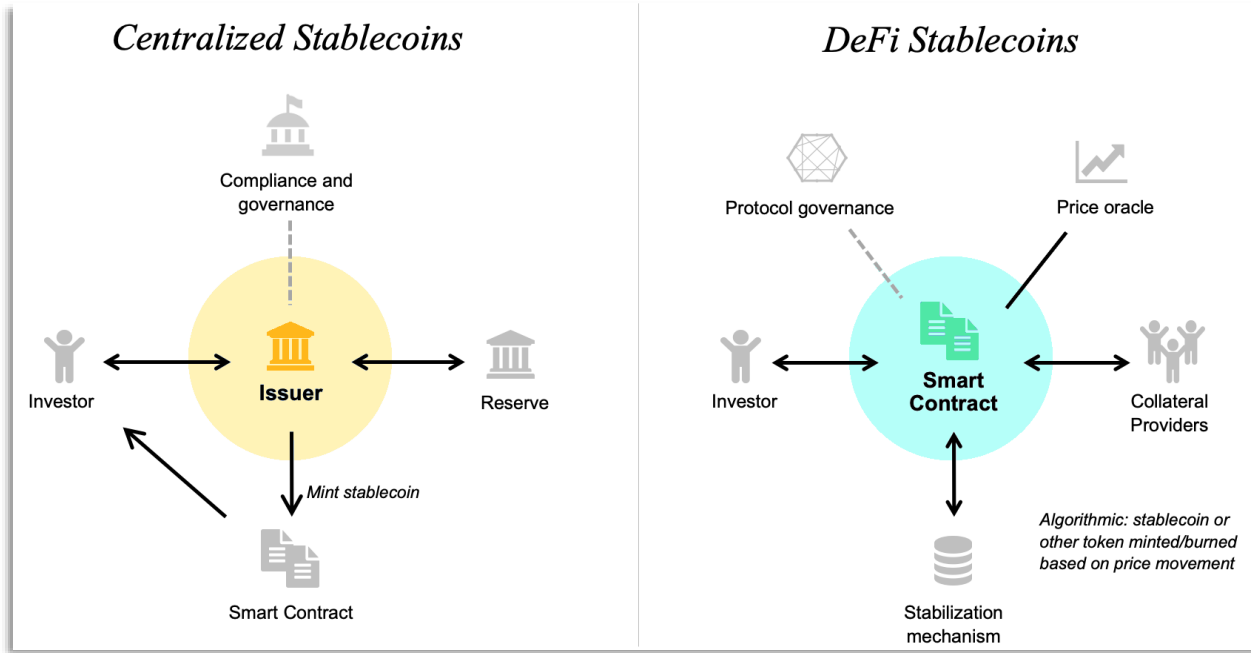 Centralized Stablecoins
Compliance and
governance
Investor
Issuer
Reserve
Mint stablecoin
Smart Contract
DeFi Stablecoins
Protocol governance
Price oracle
Investor
Smart
Contract
Collateral
Providers
Algorithmic: stablecoin or
other token minted/burned
based on price movement
Stabilization
mechanism